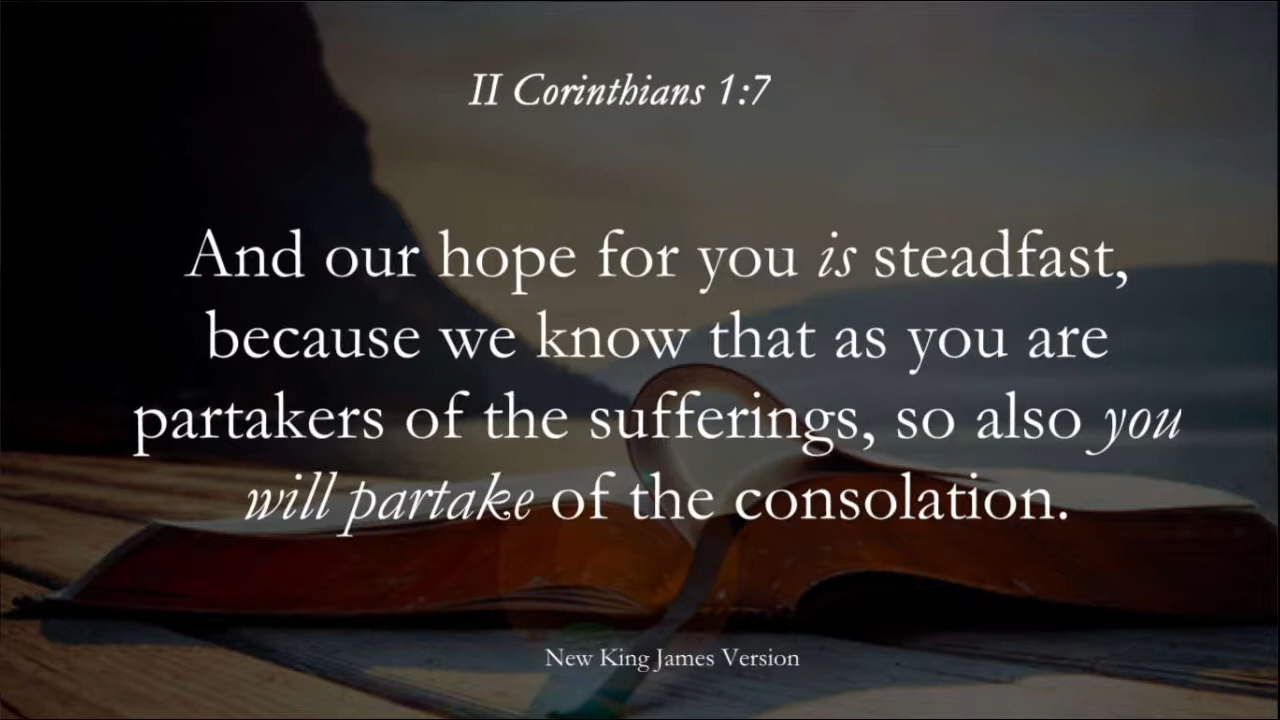 II Corinthians 1:7
And our hope for you is steadfast,
because we know that as you are
partakers of the sufferings, so also you
will partake of the consolation.
New King James Version